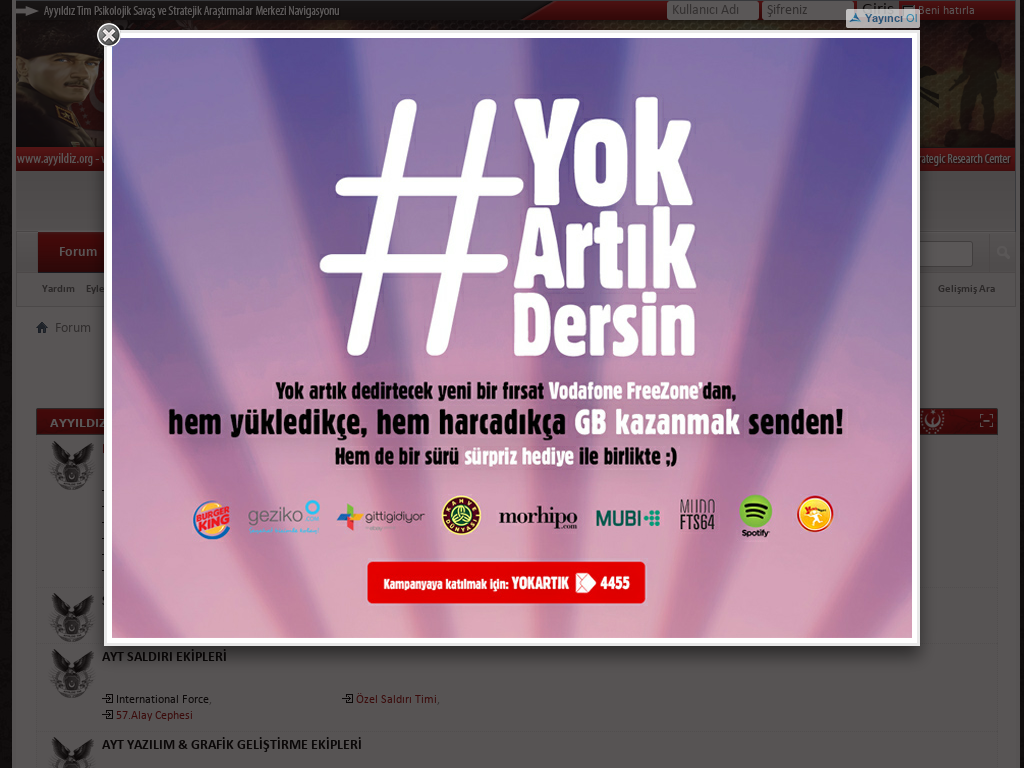 Ayyıldız Tim Psikolojik Savaş ve Stratejik Araştırmalar Merkezi Navigasyonu
Kullanıcı Adı
Şifreniz
Giriş
Beni hatırla
Yayıncı Ol
www.ayyildiz.org -
rategic Research Center
#Yok
Artık
Dersin
Forum
Yardım
Gelişmiş Ara
Forum
Yok artık dedirtecek yeni bir fırsat Vodafone FreeZone'dan,
hem yükledikçe, hem harcadıkça GB kazanmak senden!
Hem de bir sürü sürpriz hediye ile birlikte ;)
AYYILDIZ
BURGER KING
geziko
gittigidiyor
KAHVE DÜNYASI
morhipo.com
MUBI
MUDO FTS64
Spotify
Kampanyaya katılmak için: YOKARTIK 4455
AYT SALDIRI EKİPLERİ
International Force,
Özel Saldırı Timi,
57.Alay Cephesi
AYT YAZILIM & GRAFİK GELİŞTİRME EKİPLERİ